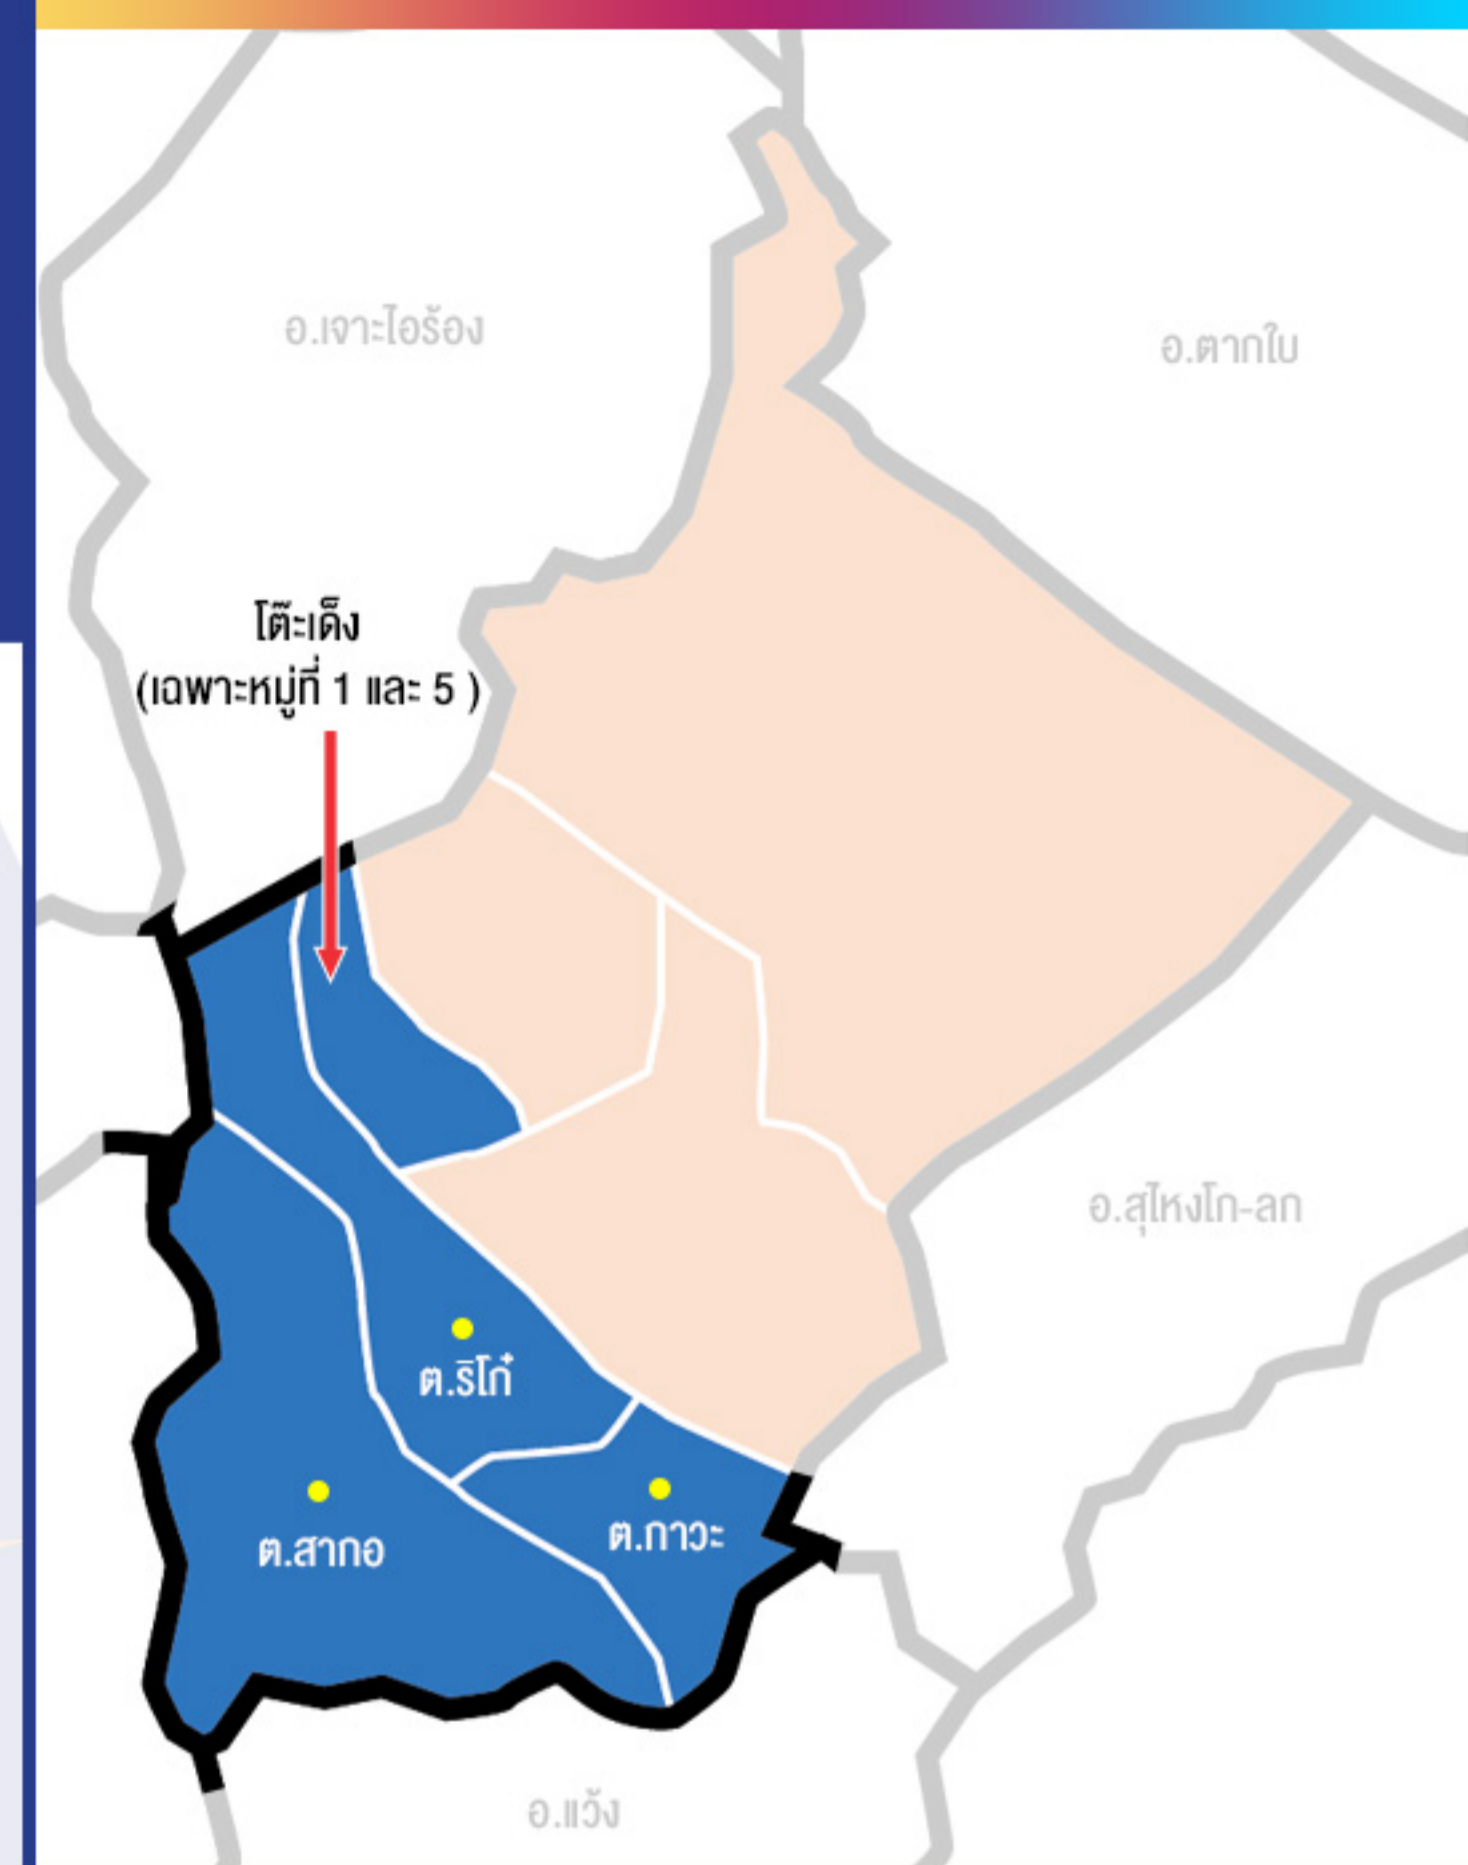 อ.เจาะไอร้อง
อ.ตากใบ
โต๊ะเด็ง
(เฉพาะหมู่ที่ 1 และ 5 )
อ.สุไหงโก-ลก
ต.ริโก๋
ต.สากอ
ต.กาวะ
อ.แว้ง